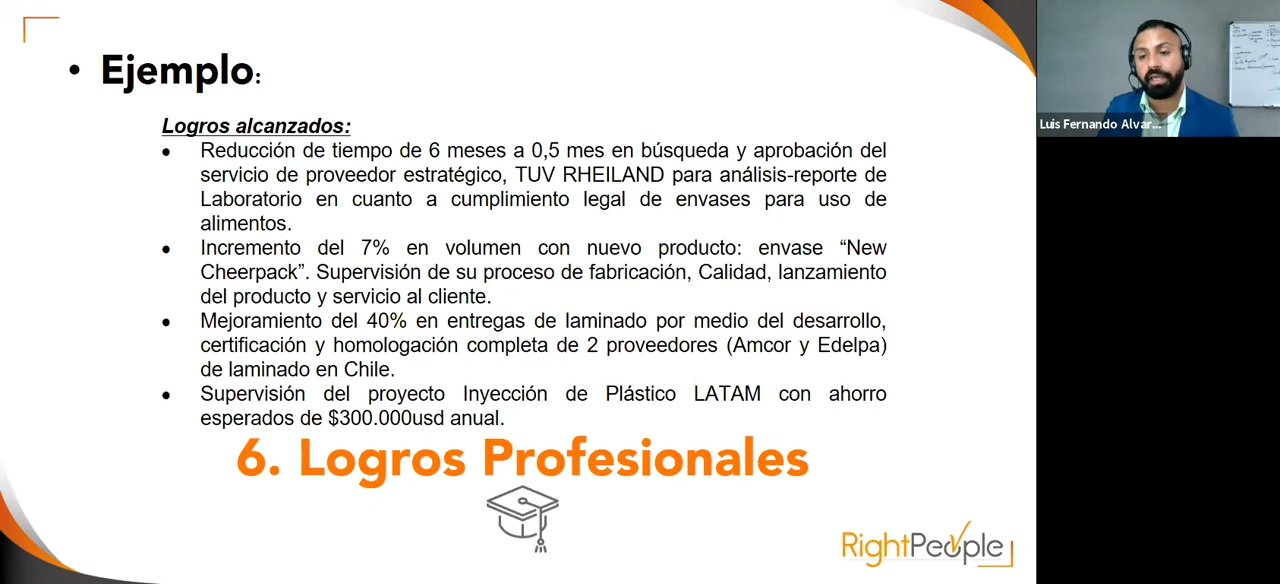 • Ejemplo:
Logros alcanzados:
• Reducción de tiempo de 6 meses a 0,5 mes en búsqueda y aprobación del
servicio de proveedor estratégico, TUV RHEILAND para análisis-reporte de
Laboratorio en cuanto a cumplimiento legal de envases para uso de
alimentos.
• Incremento del 7% en volumen con nuevo producto: envase “New
Cheerpack”. Supervisión de su proceso de fabricación, Calidad, lanzamiento
del producto y servicio al cliente.
• Mejoramiento del 40% en entregas de laminado por medio del desarrollo,
certificación y homologación completa de 2 proveedores (Amcor y Edelpa)
de laminado en Chile.
• Supervisión del proyecto Inyección de Plástico LATAM con ahorro
esperados de $300.000usd anual.
6. Logros Profesionales
RightPeople
Luis Fernando Alvar...